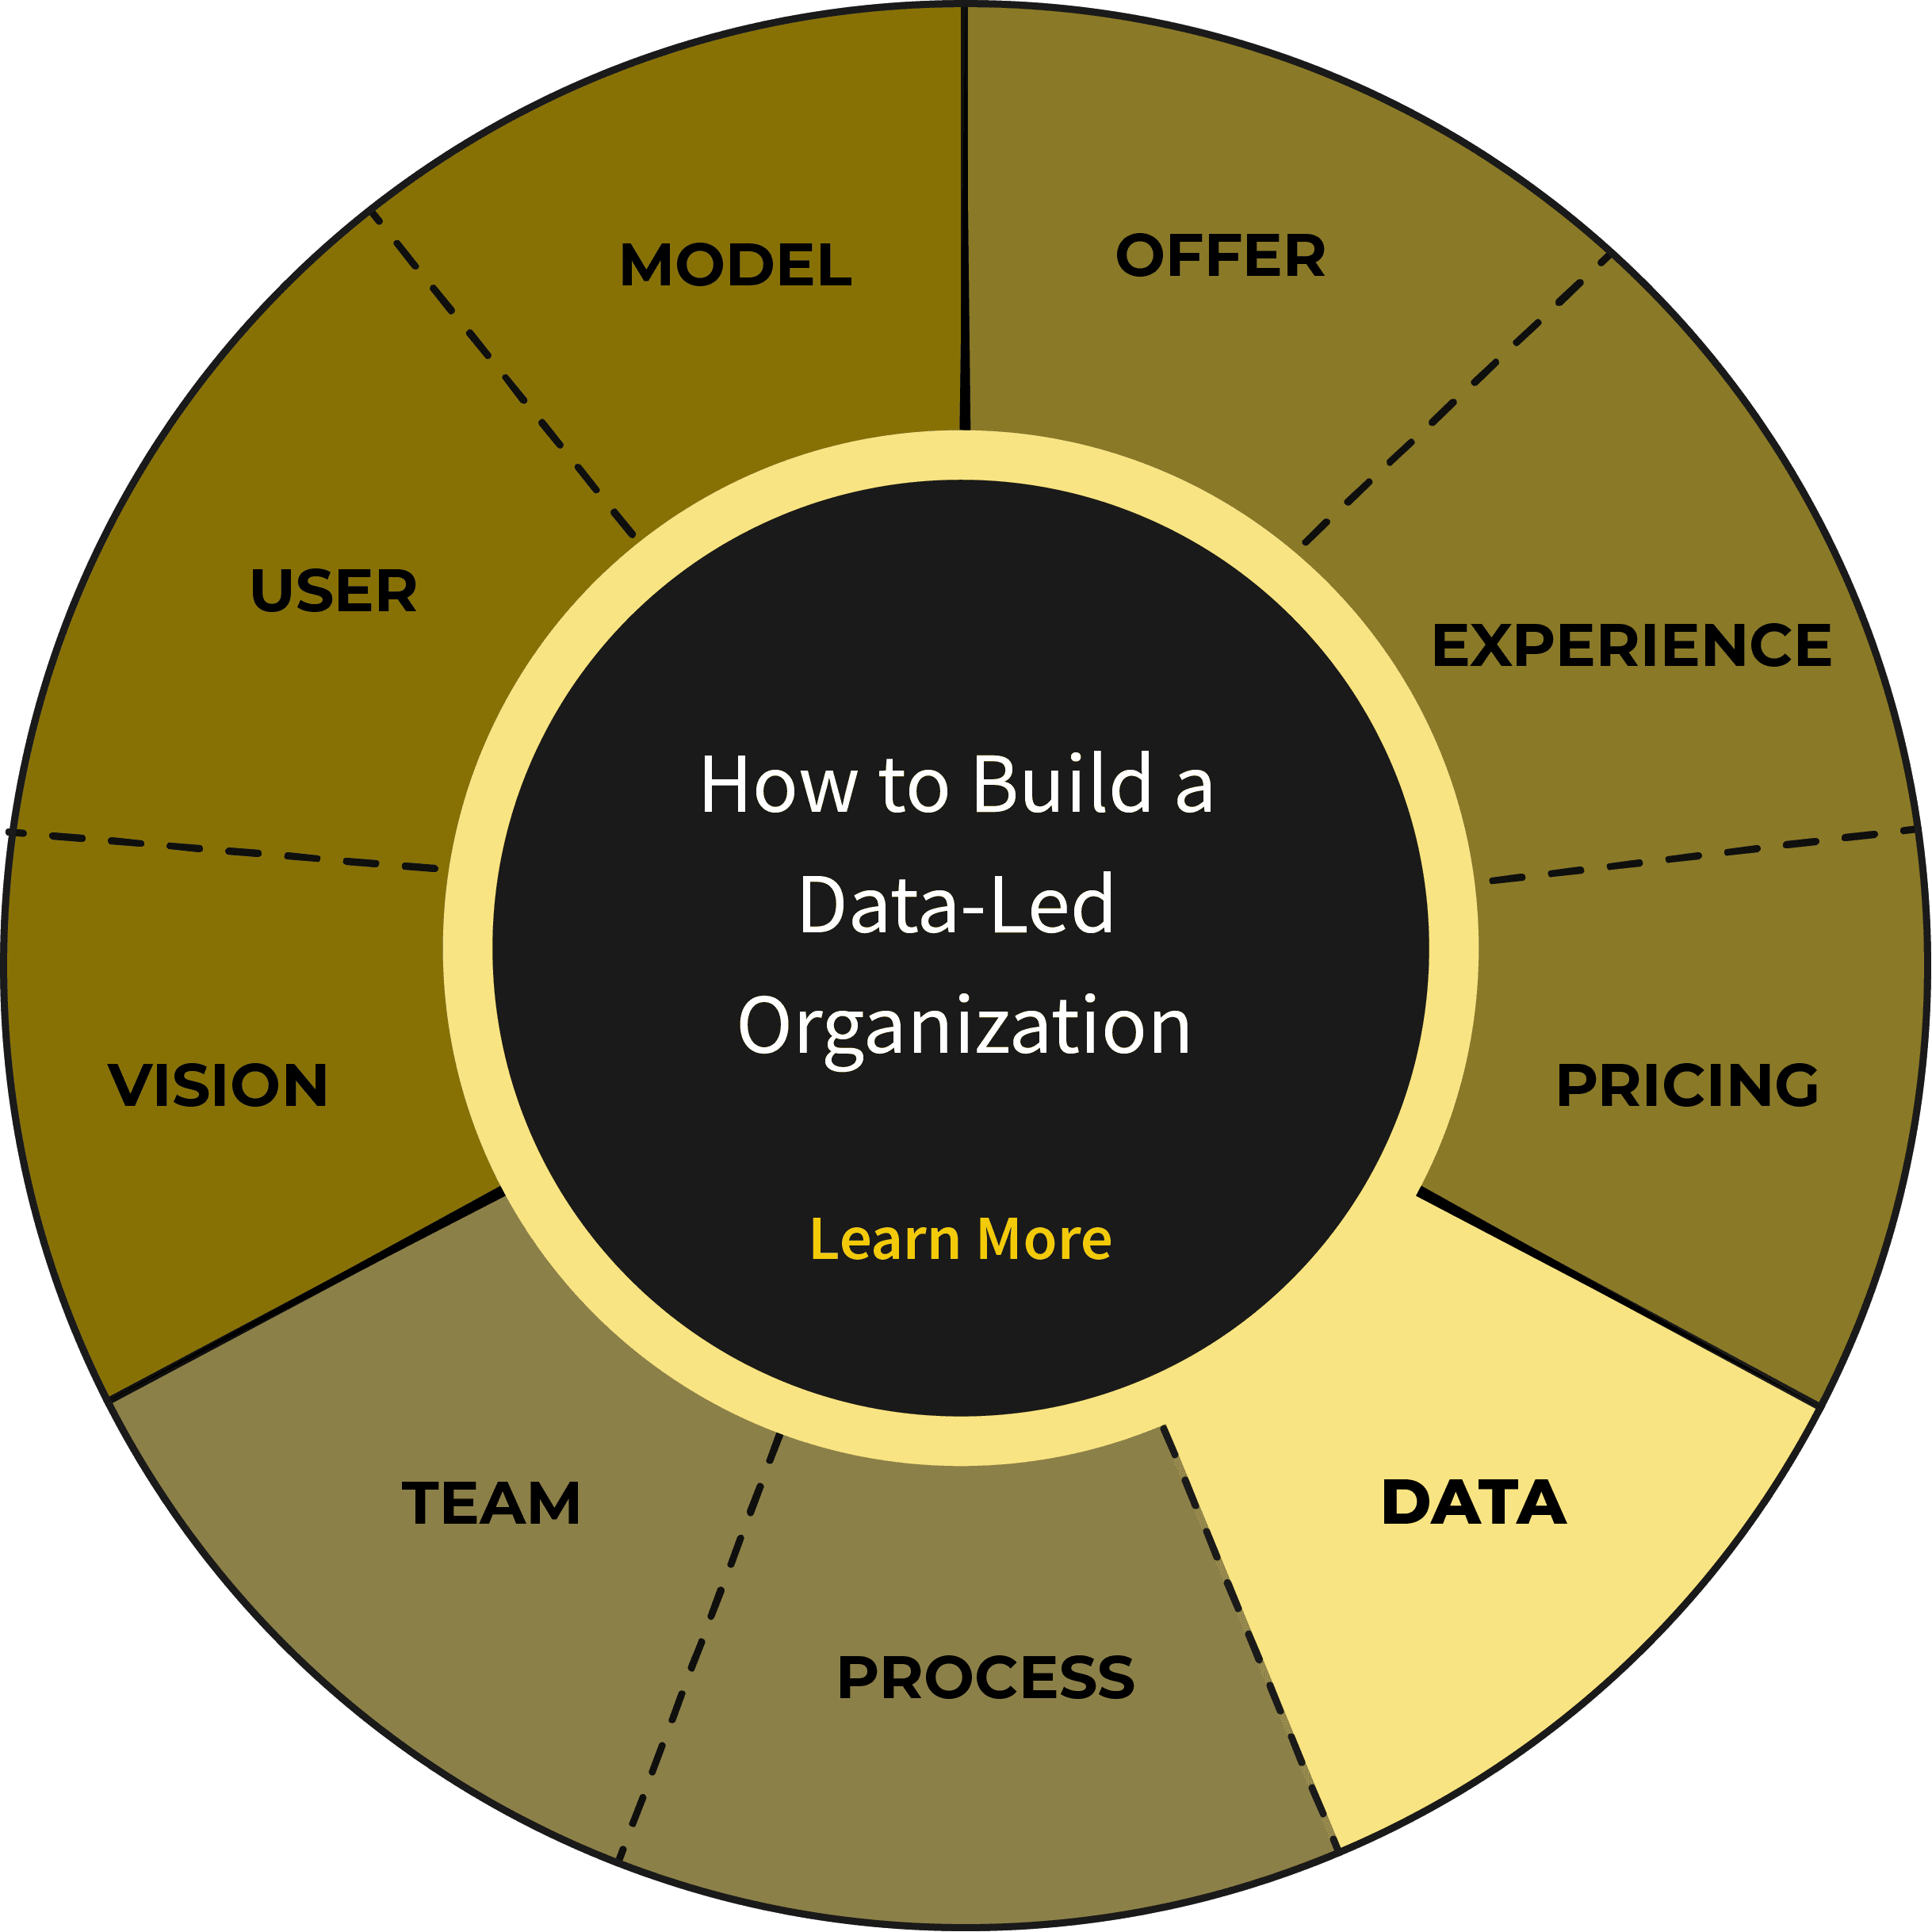 MODEL
OFFER
USER
EXPERIENCE
How to Build a
Data-Led
Organization
VISION
PRICING
Learn More
TEAM
DATA
PROCESS